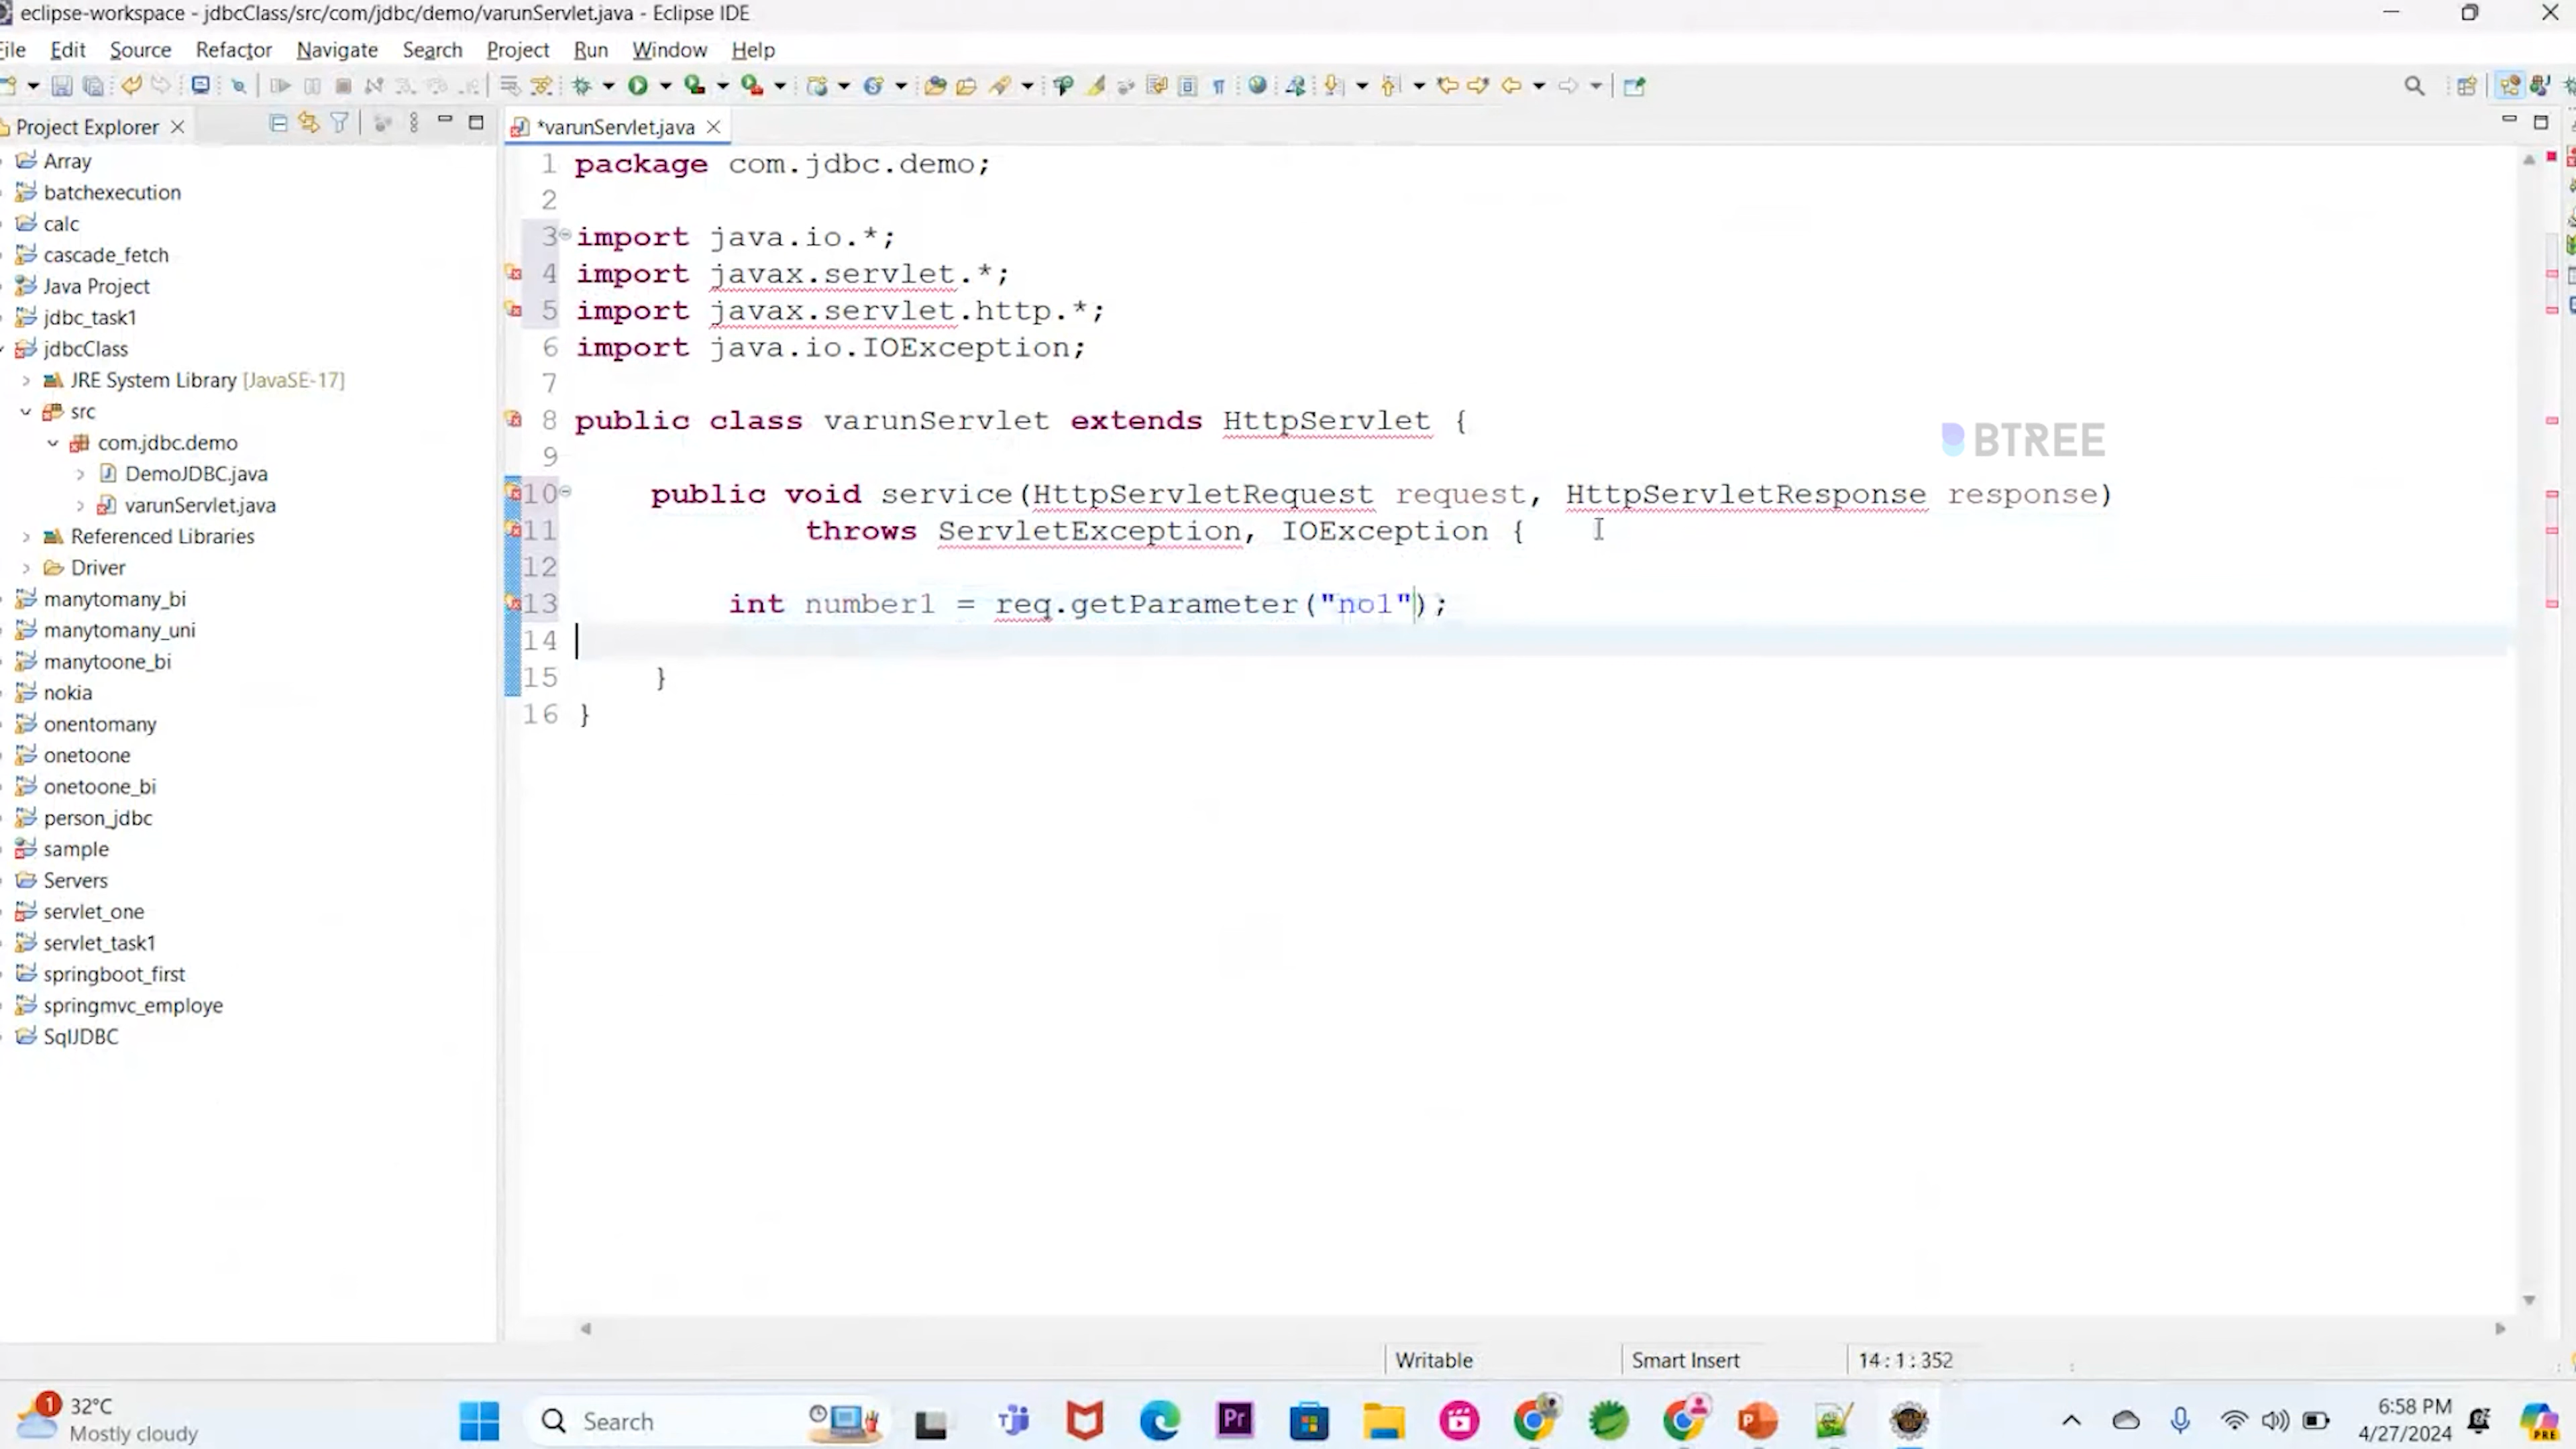 eclipse-workspace - jdbcClass/src/com/jdbc/demo/varunServlet.java - Eclipse IDE
File Edit Source Refactor Navigate Search Project Run Window Help
Project Explorer
*varunServlet.java
Array
batchexecution
calc
cascade_fetch
Java Project
jdbc_task1
jdbcClass
JRE System Library [JavaSE-17]
src
com.jdbc.demo
DemoJDBC.java
varunServlet.java
Referenced Libraries
Driver
manytomany_bi
manytomany_uni
manytoone_bi
nokia
onentomany
onetoone
onetoone_bi
person_jdbc
sample
Servers
servlet_one
servlet_task1
springboot_first
springmvc_employe
SqlJDBC
1 package com.jdbc.demo;
2
3 import java.io.*;
4 import javax.servlet.*;
5 import javax.servlet.http.*;
6 import java.io.IOException;
7
8 public class varunServlet extends HttpServlet {
9
10 public void service(HttpServletRequest request, HttpServletResponse response)
11 throws ServletException, IOException {
12
13 int number1 = req.getParameter("no1");
14
15 }
16 }
BTREE
Writable Smart Insert 14 : 1 : 352
1
32°C
Mostly cloudy
Search
Pr
PRE
6:58 PM
4/27/2024